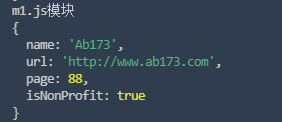 m1.js模块
{
  name: 'Ab173',
  url: 'http://www.ab173.com',
  page: 88,
  isNonProfit: true
}